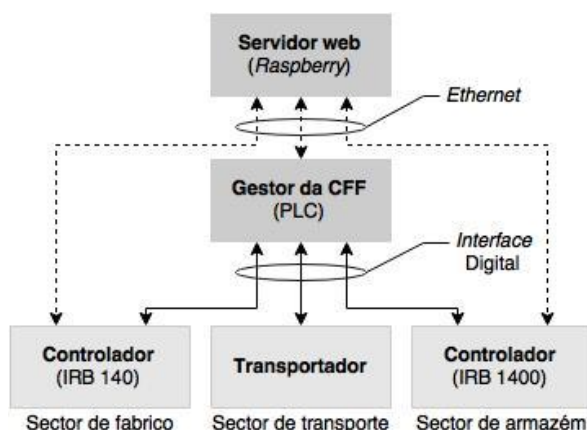 Servidor web
(Raspberry)
Ethernet
Gestor da CFF
(PLC)
Interface
Digital
Controlador
(IRB 140)
Transportador
Controlador
(IRB 1400)
Sector de fabrico
Sector de transporte
Sector de armazém